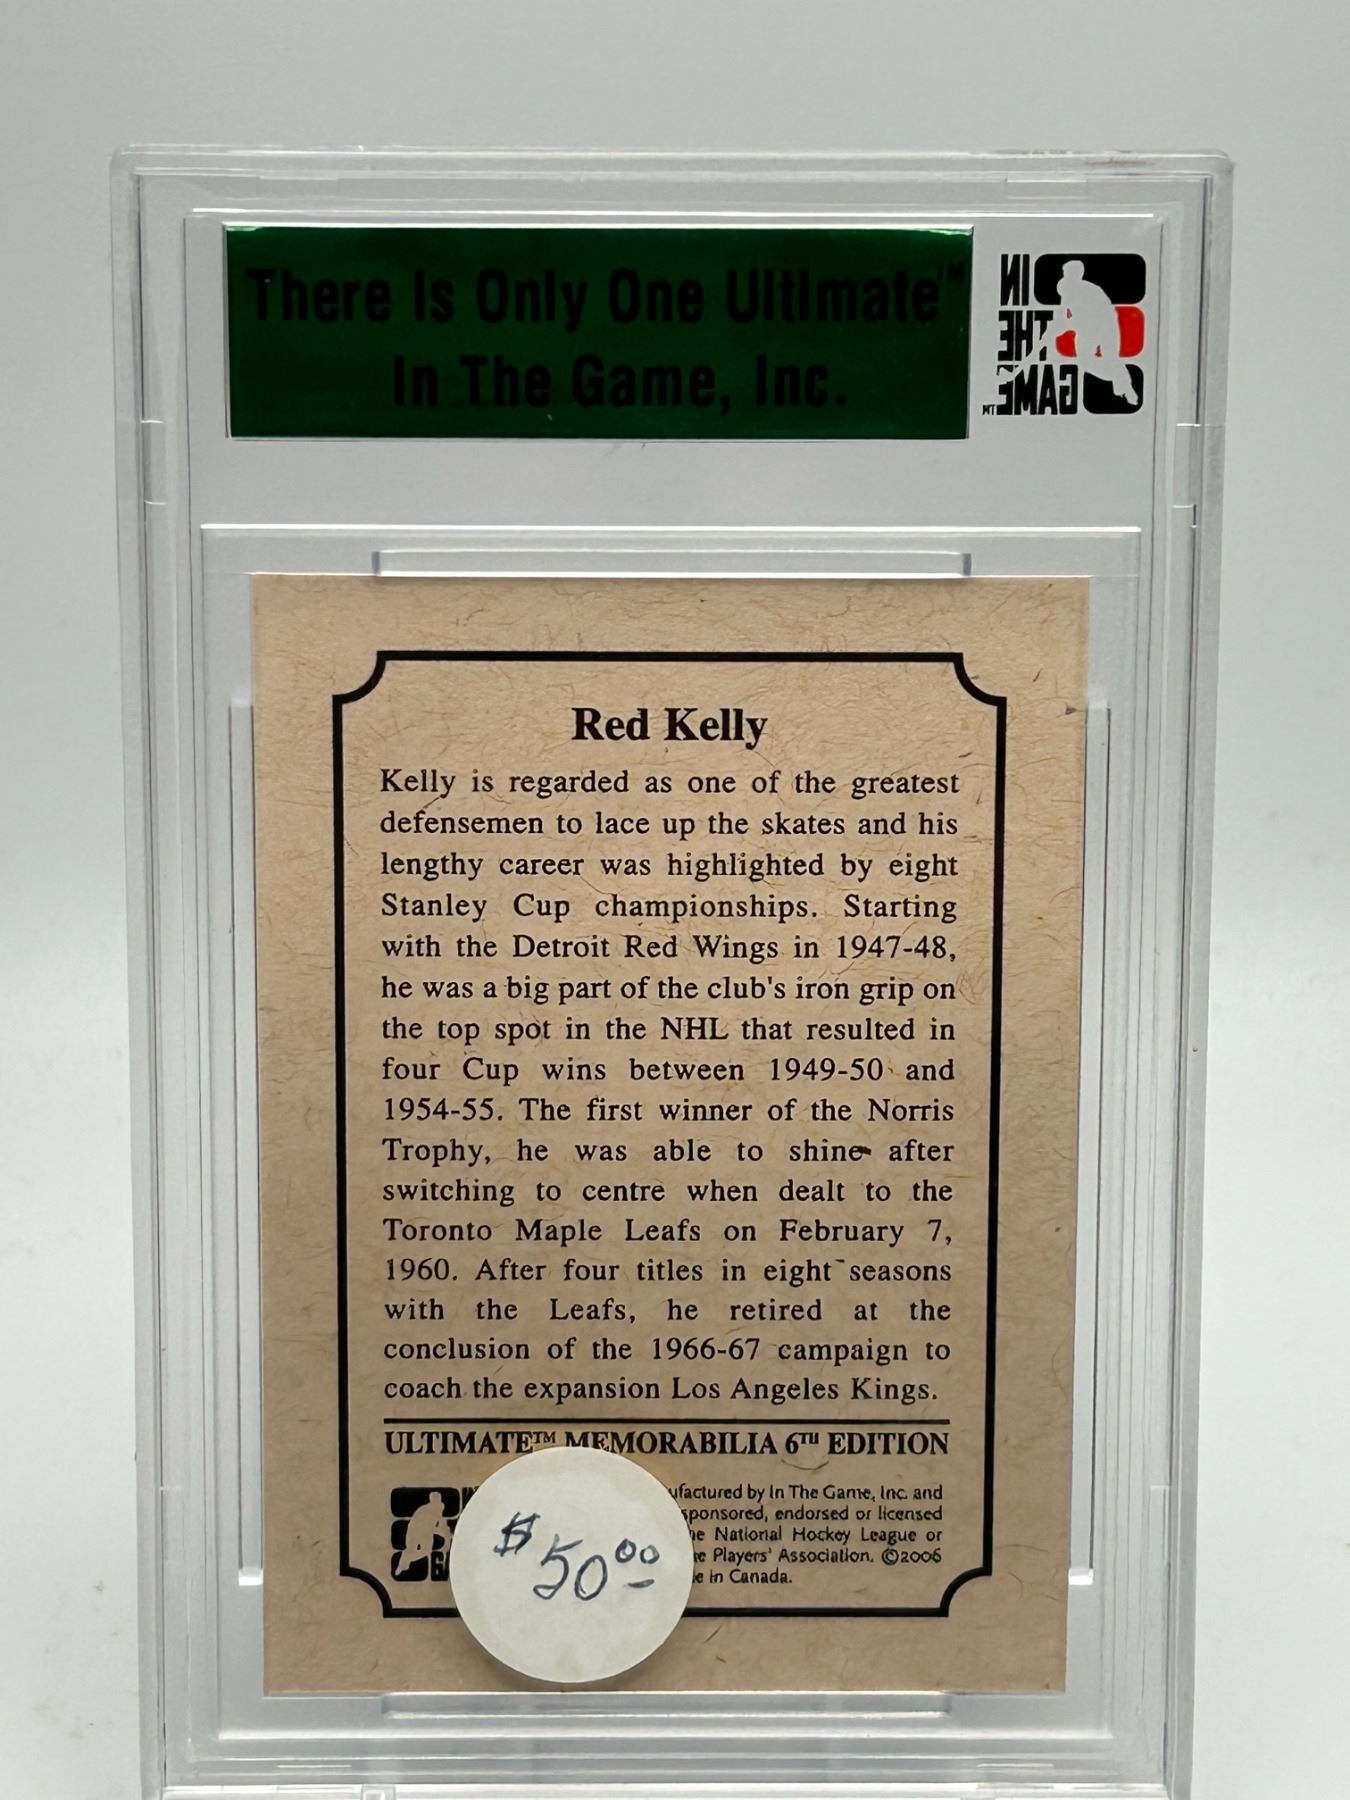 There Is Only One Ultimate™
In The Game, Inc.
IN
THE
GAME™
Red Kelly
Kelly is regarded as one of the greatest
defensemen to lace up the skates and his
lengthy career was highlighted by eight
Stanley Cup championships. Starting
with the Detroit Red Wings in 1947-48,
he was a big part of the club's iron grip on
the top spot in the NHL that resulted in
four Cup wins between 1949-50 and
1954-55. The first winner of the Norris
Trophy, he was able to shine after
switching to centre when dealt to the
Toronto Maple Leafs on February 7,
1960. After four titles in eight seasons
with the Leafs, he retired at the
conclusion of the 1966-67 campaign to
coach the expansion Los Angeles Kings.
ULTIMATE™ MEMORABILIA 6TH EDITION
by In The Game, Inc. and
sponsored, endorsed or licensed
National Hockey League or
Players' Association. ©2006
in Canada.
$50.00